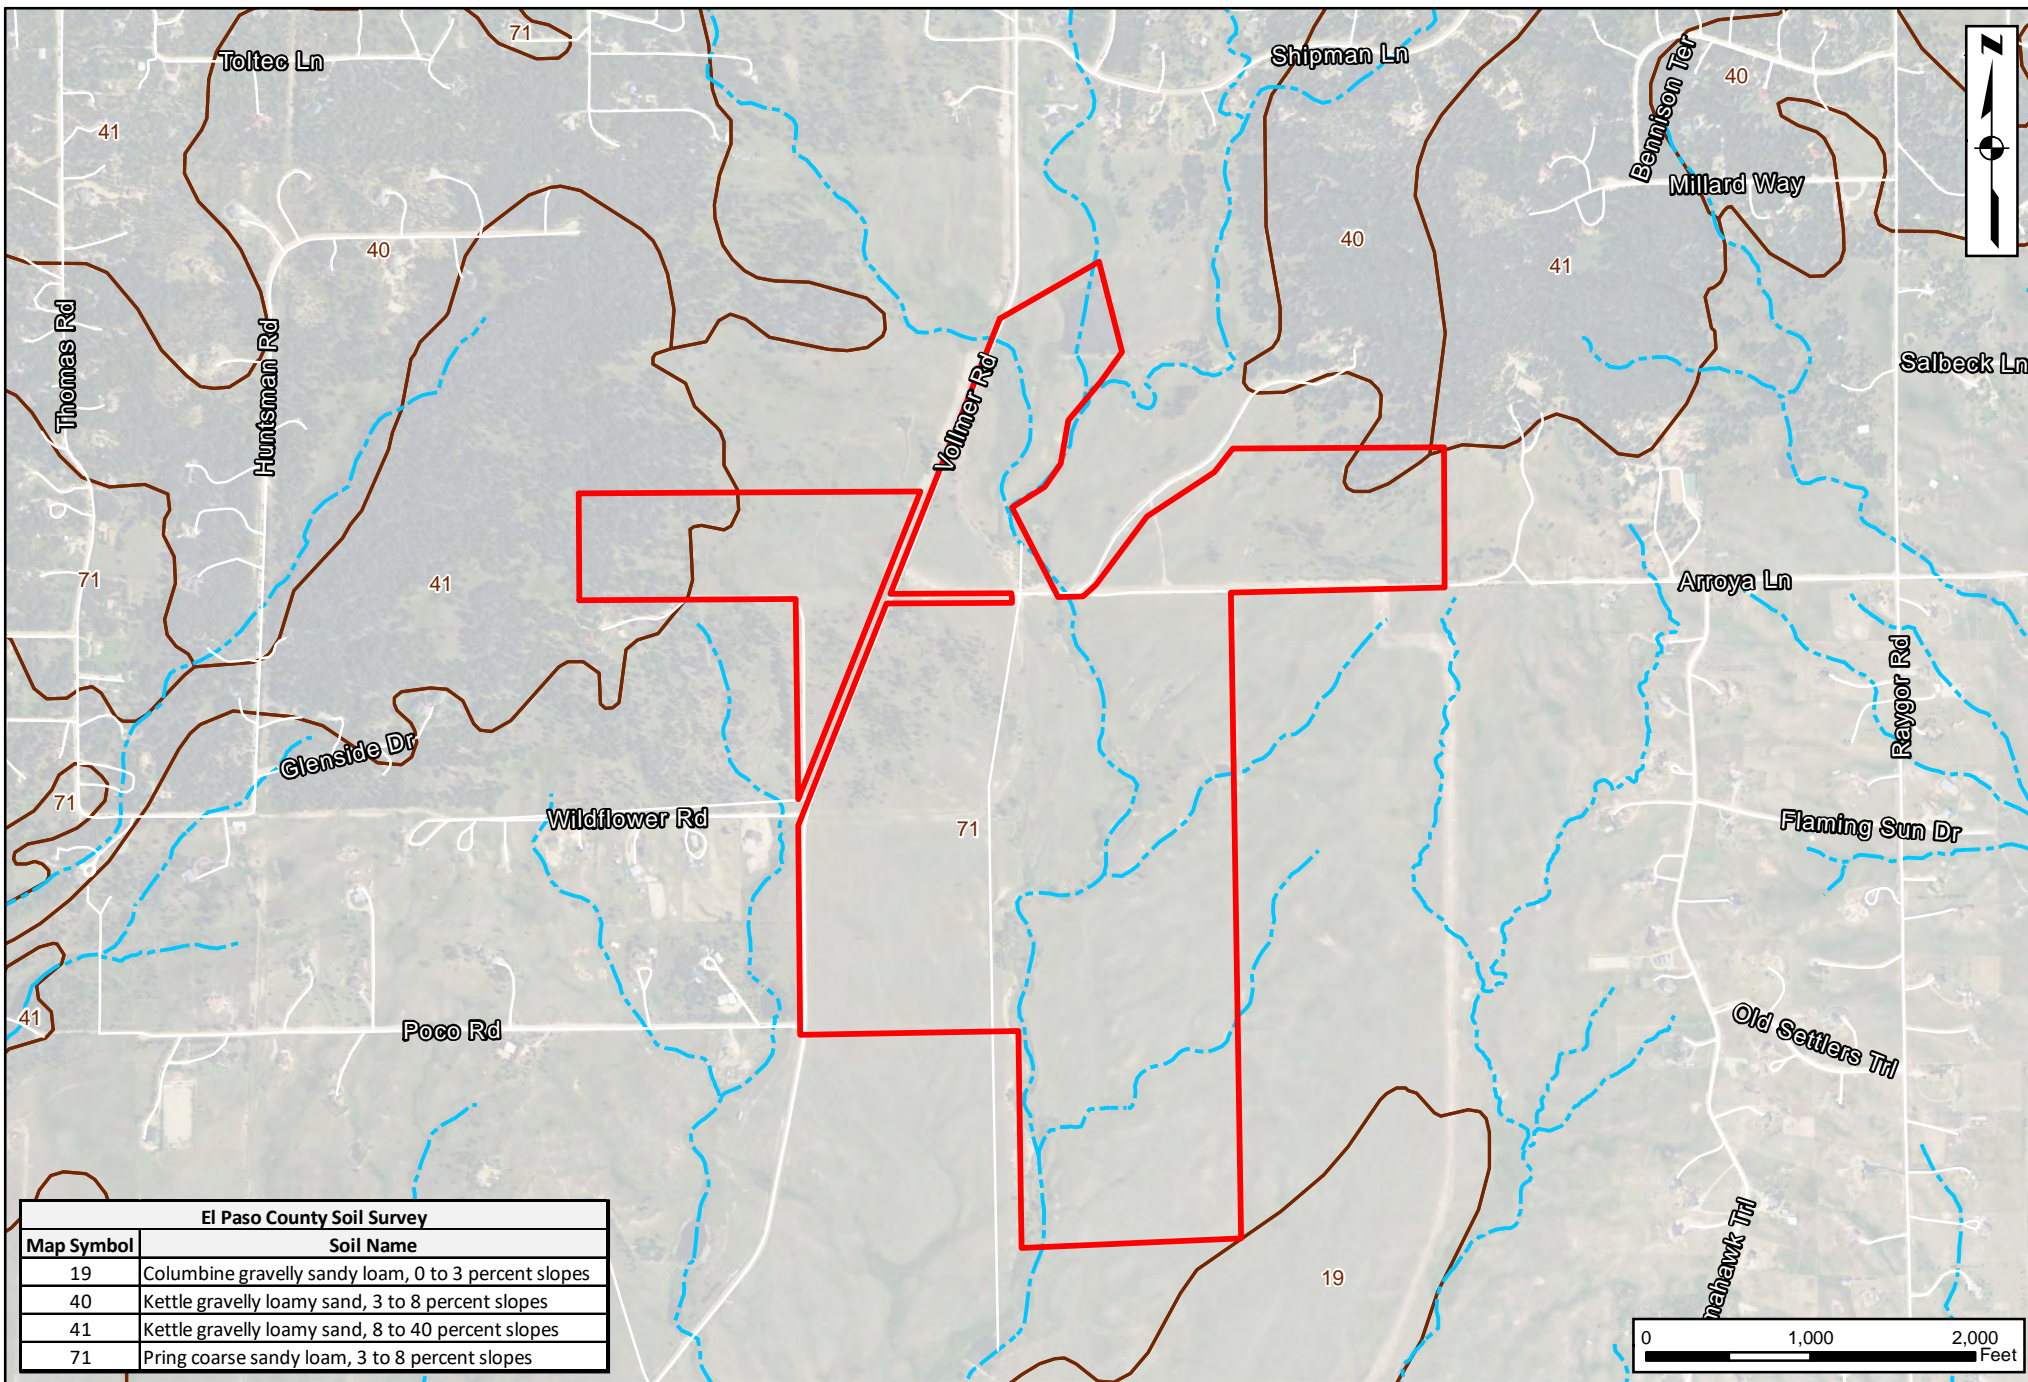 71
Toltec Ln
Shipman Ln
Bennison Ter
40
Z
41
Millard Way
40
40
41
Thomas Rd
Huntsman Rd
Vollmer Rd
Salbeck Ln
71
41
Arroya Ln
Raygor Rd
Glenside Dr
71
Wildflower Rd
71
Flaming Sun Dr
41
Poco Rd
Old Settlers Trl
mahawk Trl
19
El Paso County Soil Survey
Map Symbol Soil Name
19 Columbine gravelly sandy loam, 0 to 3 percent slopes
40 Kettle gravelly loamy sand, 3 to 8 percent slopes
41 Kettle gravelly loamy sand, 8 to 40 percent slopes
71 Pring coarse sandy loam, 3 to 8 percent slopes
0 1,000 2,000
Feet